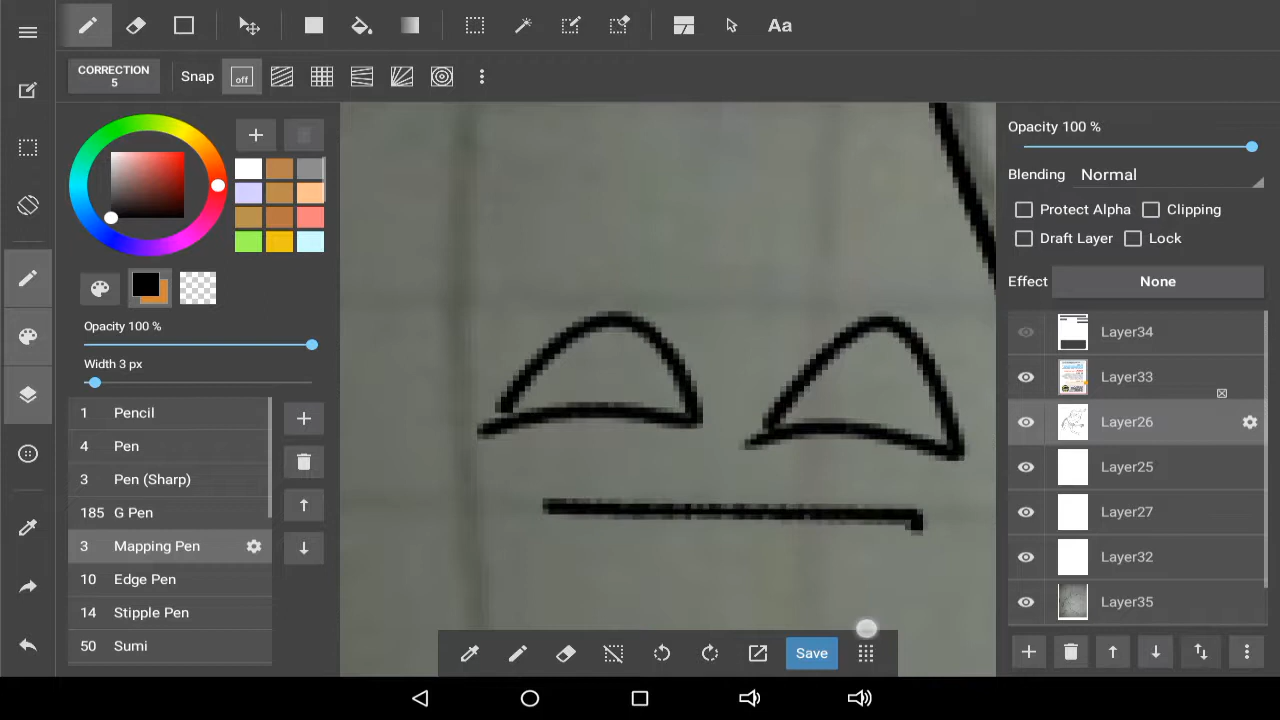 Aa
CORRECTION
5
Snap
off
Opacity 100 %
Width 3 px
1 Pencil
4 Pen
3 Pen (Sharp)
185 G Pen
3 Mapping Pen
10 Edge Pen
14 Stipple Pen
50 Sumi
Save
Opacity 100 %
Blending Normal
Protect Alpha Clipping
Draft Layer Lock
Effect None
Layer34
Layer33
Layer26
Layer25
Layer27
Layer32
Layer35